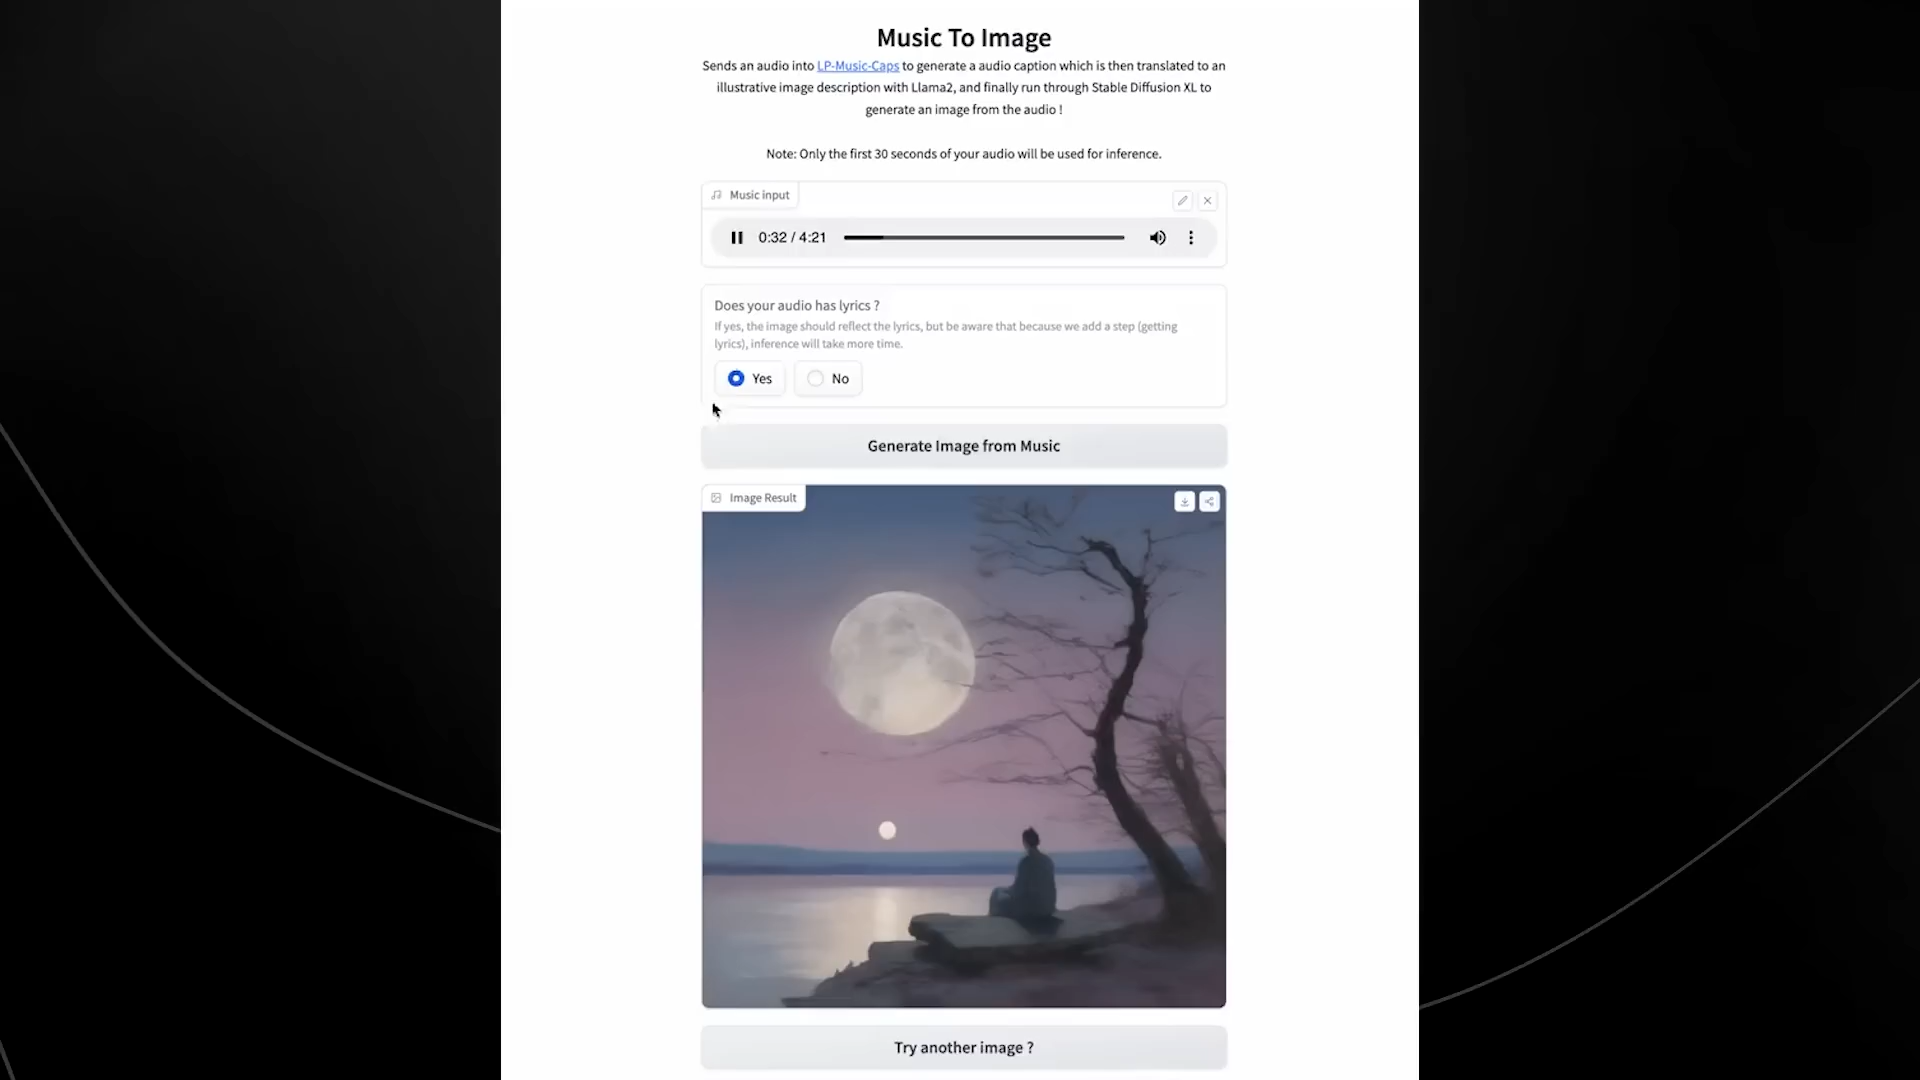 Music To Image
Sends an audio into LP-Music-Caps to generate a audio caption which is then translated to an
illustrative image description with Llama2, and finally run through Stable Diffusion XL to
generate an image from the audio !
Note: Only the first 30 seconds of your audio will be used for inference.
Music input
0:32 / 4:21
Does your audio has lyrics ?
If yes, the image should reflect the lyrics, but be aware that because we add a step (getting
lyrics), inference will take more time.
Yes No
Generate Image from Music
Image Result
Try another image ?